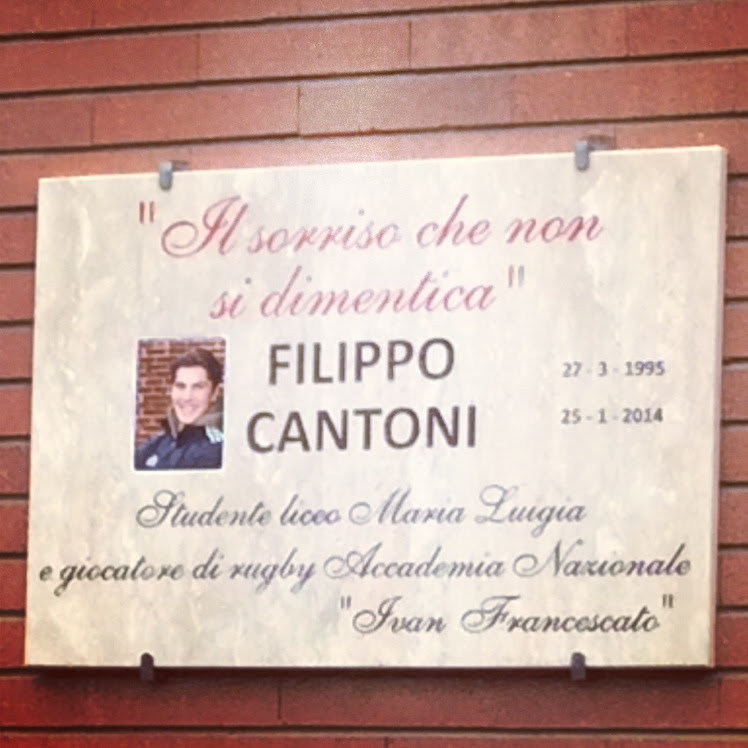 "Il sorriso che non
si dimentica"
FILIPPO
CANTONI
27 - 3 - 1995
25 - 1 - 2014
Studente liceo Maria Luigia
e giocatore di rugby Accademia Nazionale
"Ivan Francescato"